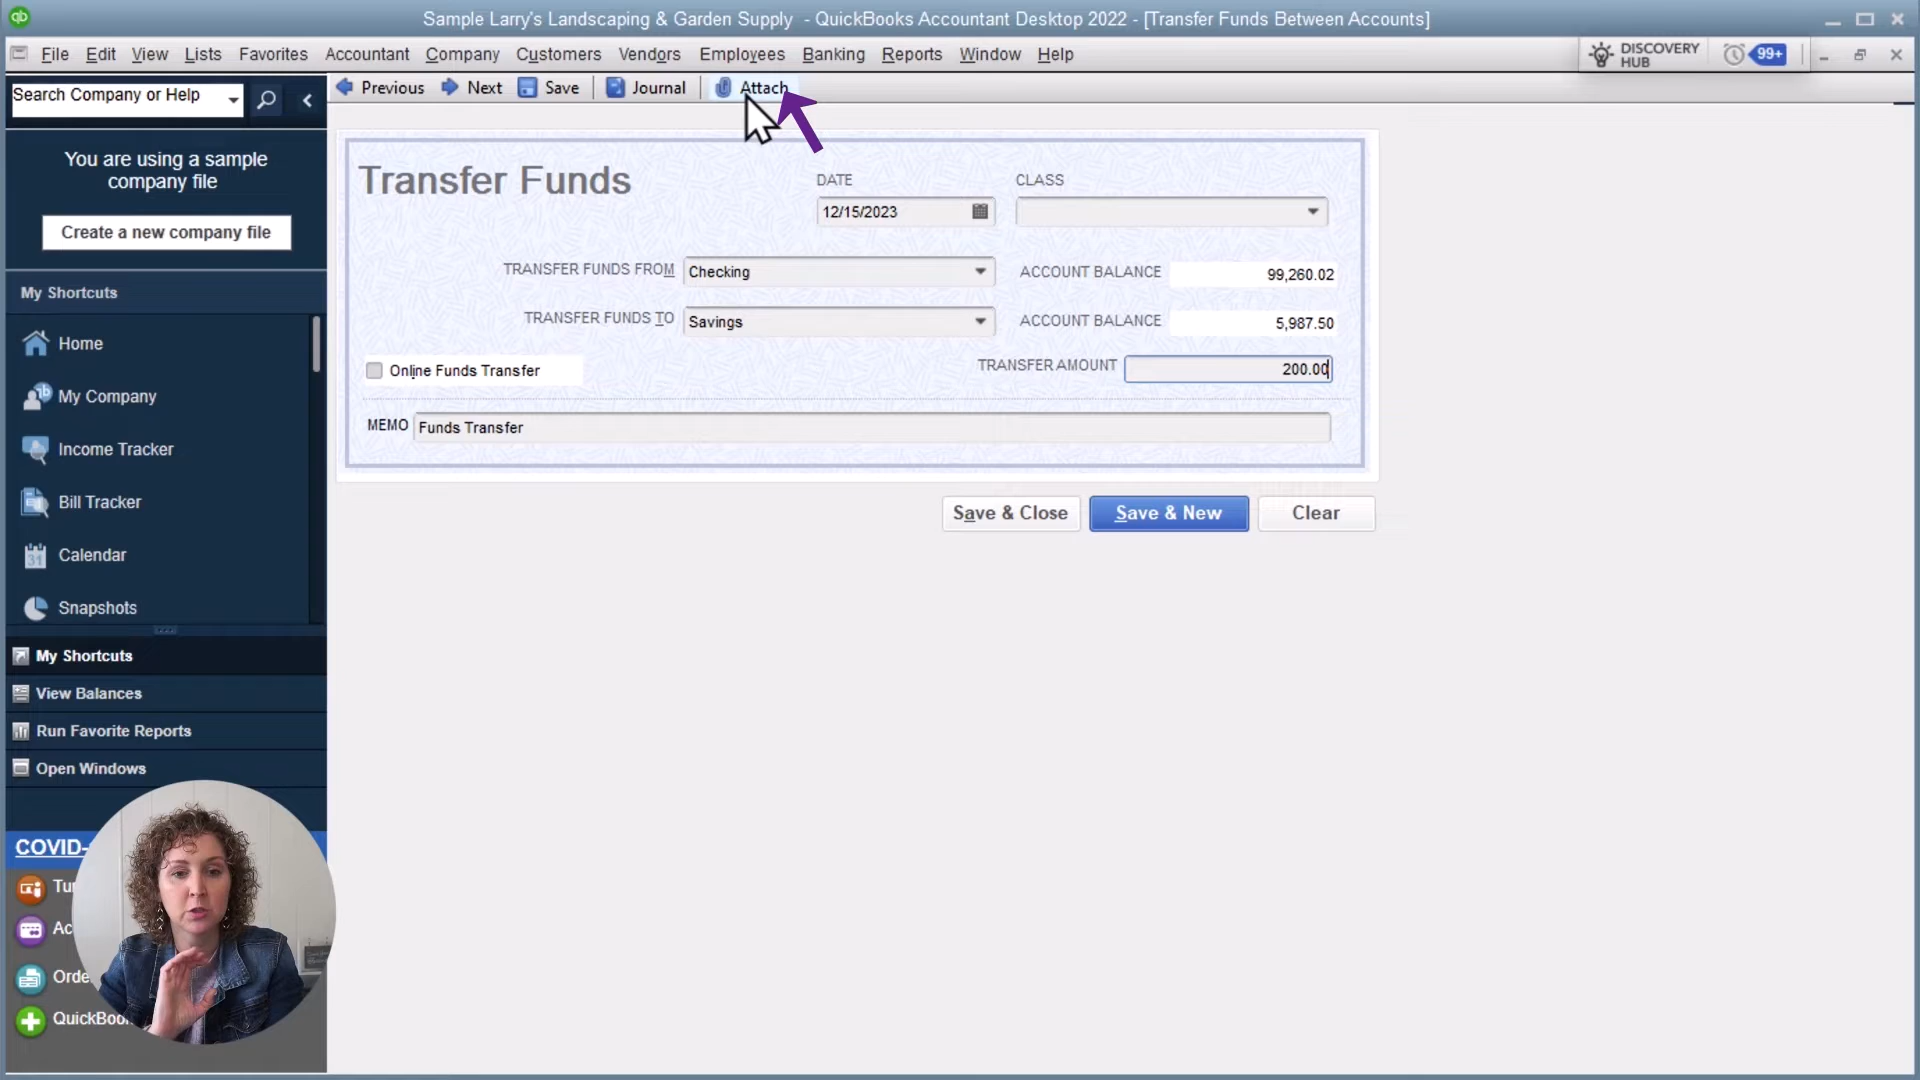 Sample Larry's Landscaping & Garden Supply - QuickBooks Accountant Desktop 2022 - [Transfer Funds Between Accounts]
File Edit View Lists Favorites Accountant Company Customers Vendors Employees Banking Reports Window Help
DISCOVERY
HUB
99+
Search Company or Help
Previous Next Save Journal Attach
You are using a sample
company file
Create a new company file
My Shortcuts
Home
My Company
Income Tracker
Bill Tracker
31
Calendar
Snapshots
My Shortcuts
View Balances
Run Favorite Reports
Open Windows
COVID-
Orde
QuickBoo
Transfer Funds
DATE
12/15/2023
CLASS
TRANSFER FUNDS FROM Checking ACCOUNT BALANCE 99,260.02
TRANSFER FUNDS TO Savings ACCOUNT BALANCE 5,987.50
Online Funds Transfer TRANSFER AMOUNT 200.00
MEMO Funds Transfer
Save & Close Save & New Clear